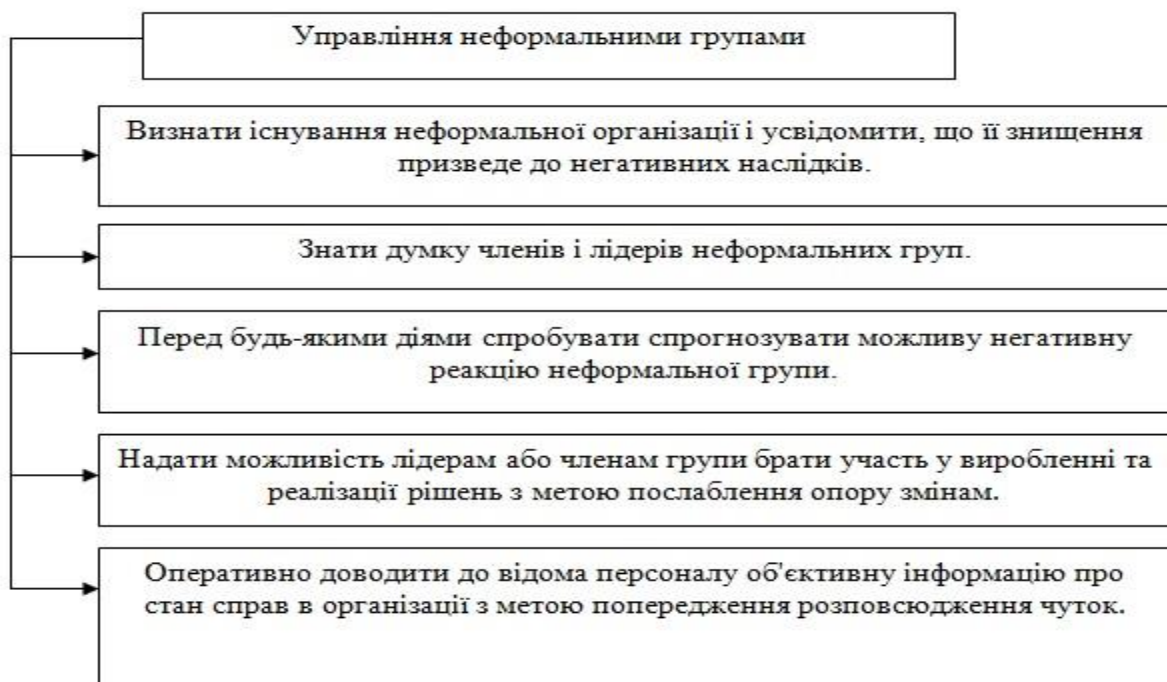 Управління неформальними групами
Визнати існування неформальної організації і усвідомити, що її знищення
призведе до негативних наслідків.
Знати думку членів і лідерів неформальних груп.
Перед будь-якими діями спробувати спрогнозувати можливу негативну
реакцію неформальної групи.
Надати можливість лідерам або членам групи брати участь у виробленні та
реалізації рішень з метою послаблення опору змінам.
Оперативно доводити до відома персоналу об'єктивну інформацію про
стан справ в організації з метою попередження розповсюдження чуток.